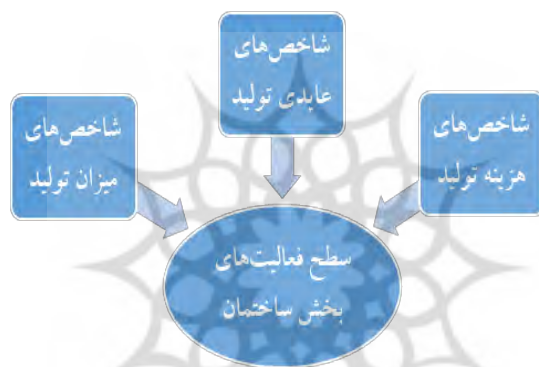 شاخص‌های
عایدی تولید
شاخص‌های
هزینه تولید
شاخص‌های
میزان تولید
سطح فعالیت‌های
بخش ساختمان